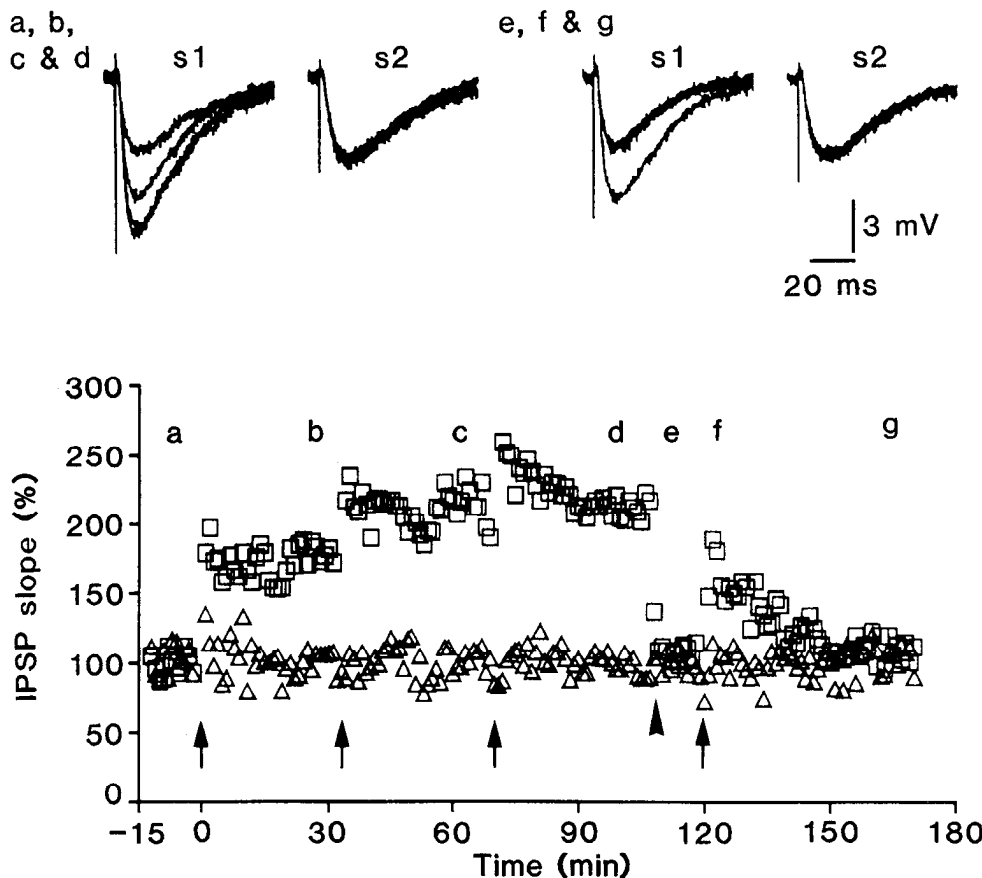 a, b,
c & d
s1
s2
e, f & g
s1
s2
3 mV
20 ms
300
250
200
150
100
50
0
IPSP slope (%)
a
b
c
d
e
f
g
-15
0
30
60
90
120
150
180
Time (min)